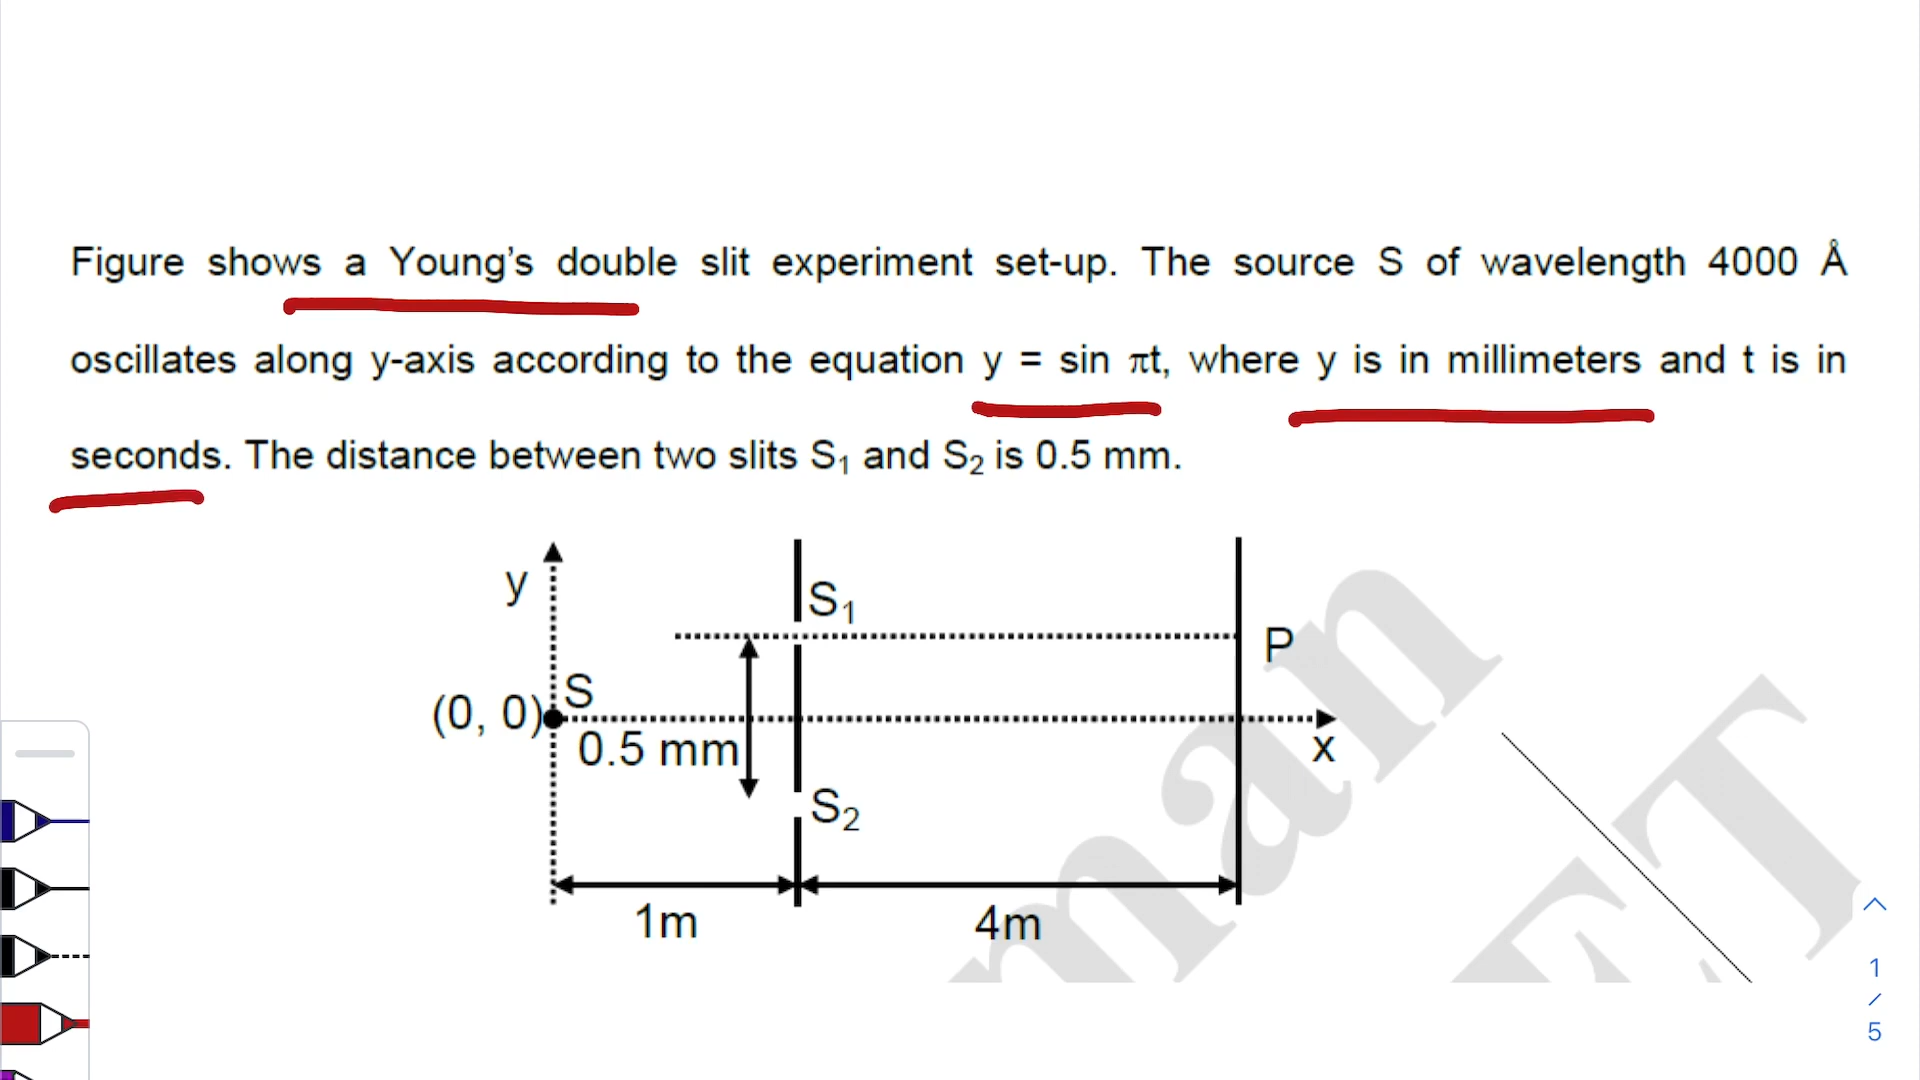 Figure shows a Young's double slit experiment set-up. The source S of wavelength 4000 Å
oscillates along y-axis according to the equation y = sin πt, where y is in millimeters and t is in
seconds. The distance between two slits S₁ and S₂ is 0.5 mm.
y
S₁
P
S
(0, 0)
0.5 mm
x
S₂
1m
4m
man
ET
1
/
5